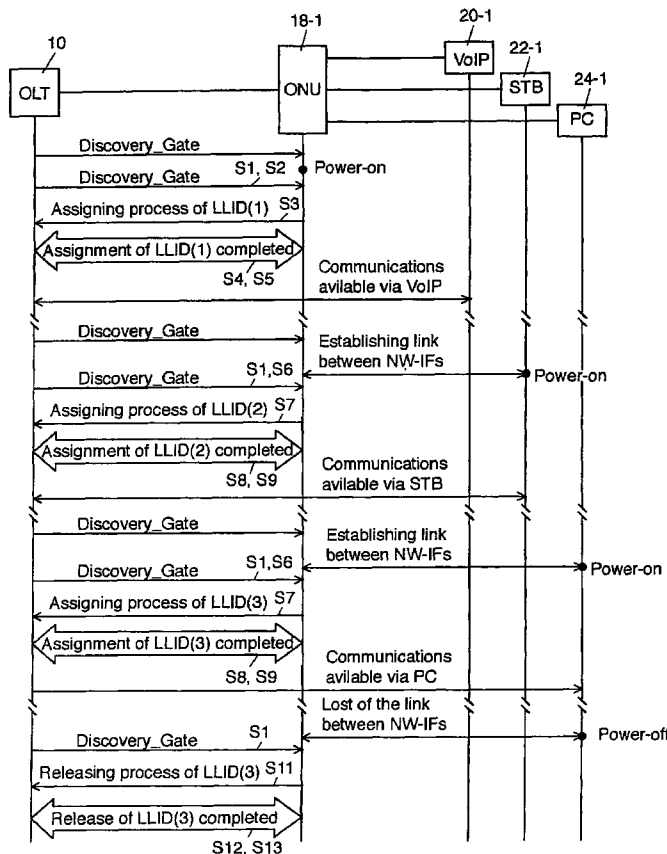 10
18-1
20-1
22-1
24-1
OLT
ONU
VoIP
STB
PC
Discovery_Gate
Power-on
Discovery_Gate
S1, S2
Assigning process of LLID(1)
S3
Assignment of LLID(1) completed
S4, S5
Communications
avilable via VoIP
Discovery_Gate
Establishing link
between NW-IFs
Power-on
Discovery_Gate
S1,S6
Assigning process of LLID(2)
S7
Assignment of LLID(2) completed
S8, S9
Communications
avilable via STB
Discovery_Gate
Establishing link
between NW-IFs
Power-on
Discovery_Gate
S1,S6
Assigning process of LLID(3)
S7
Assignment of LLID(3) completed
S8, S9
Communications
avilable via PC
Lost of the link
between NW-IFs
Power-off
Discovery_Gate
S1
Releasing process of LLID(3)
S11
Release of LLID(3) completed
S12, S13